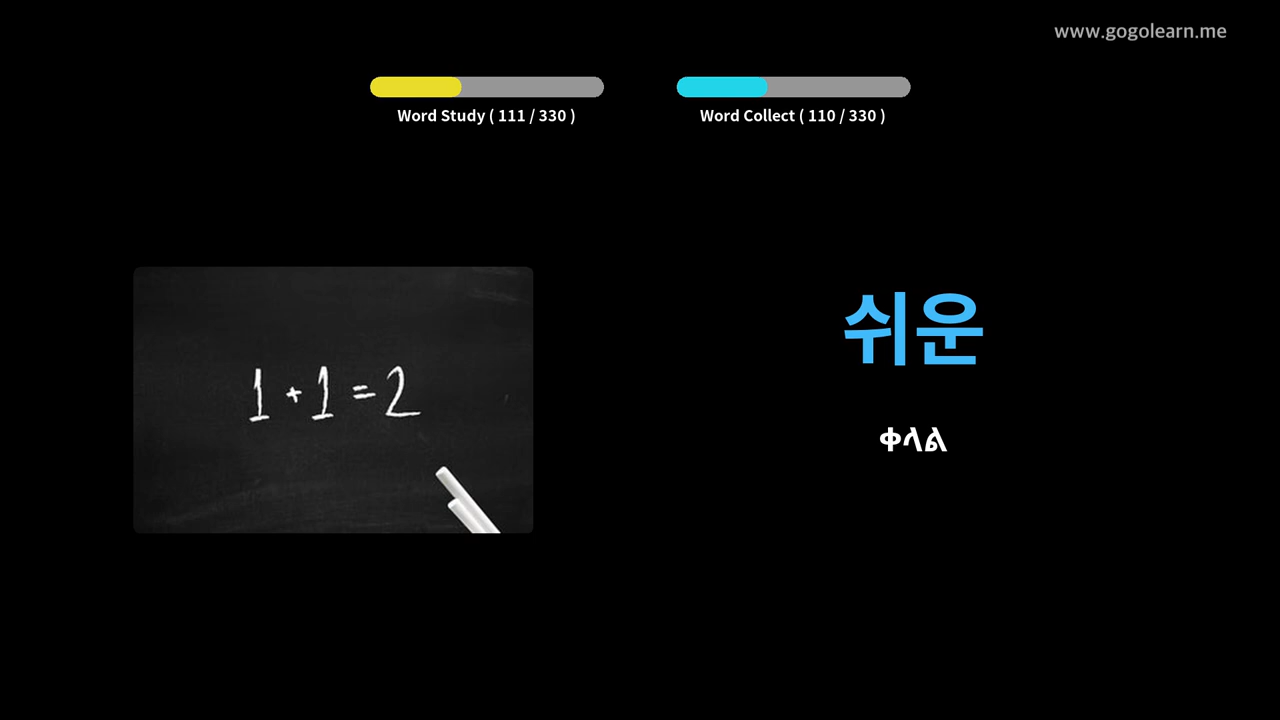 www.gogolearn.me
Word Study ( 111 / 330 )
Word Collect ( 110 / 330 )
1 + 1 = 2
쉬운
ቀላል